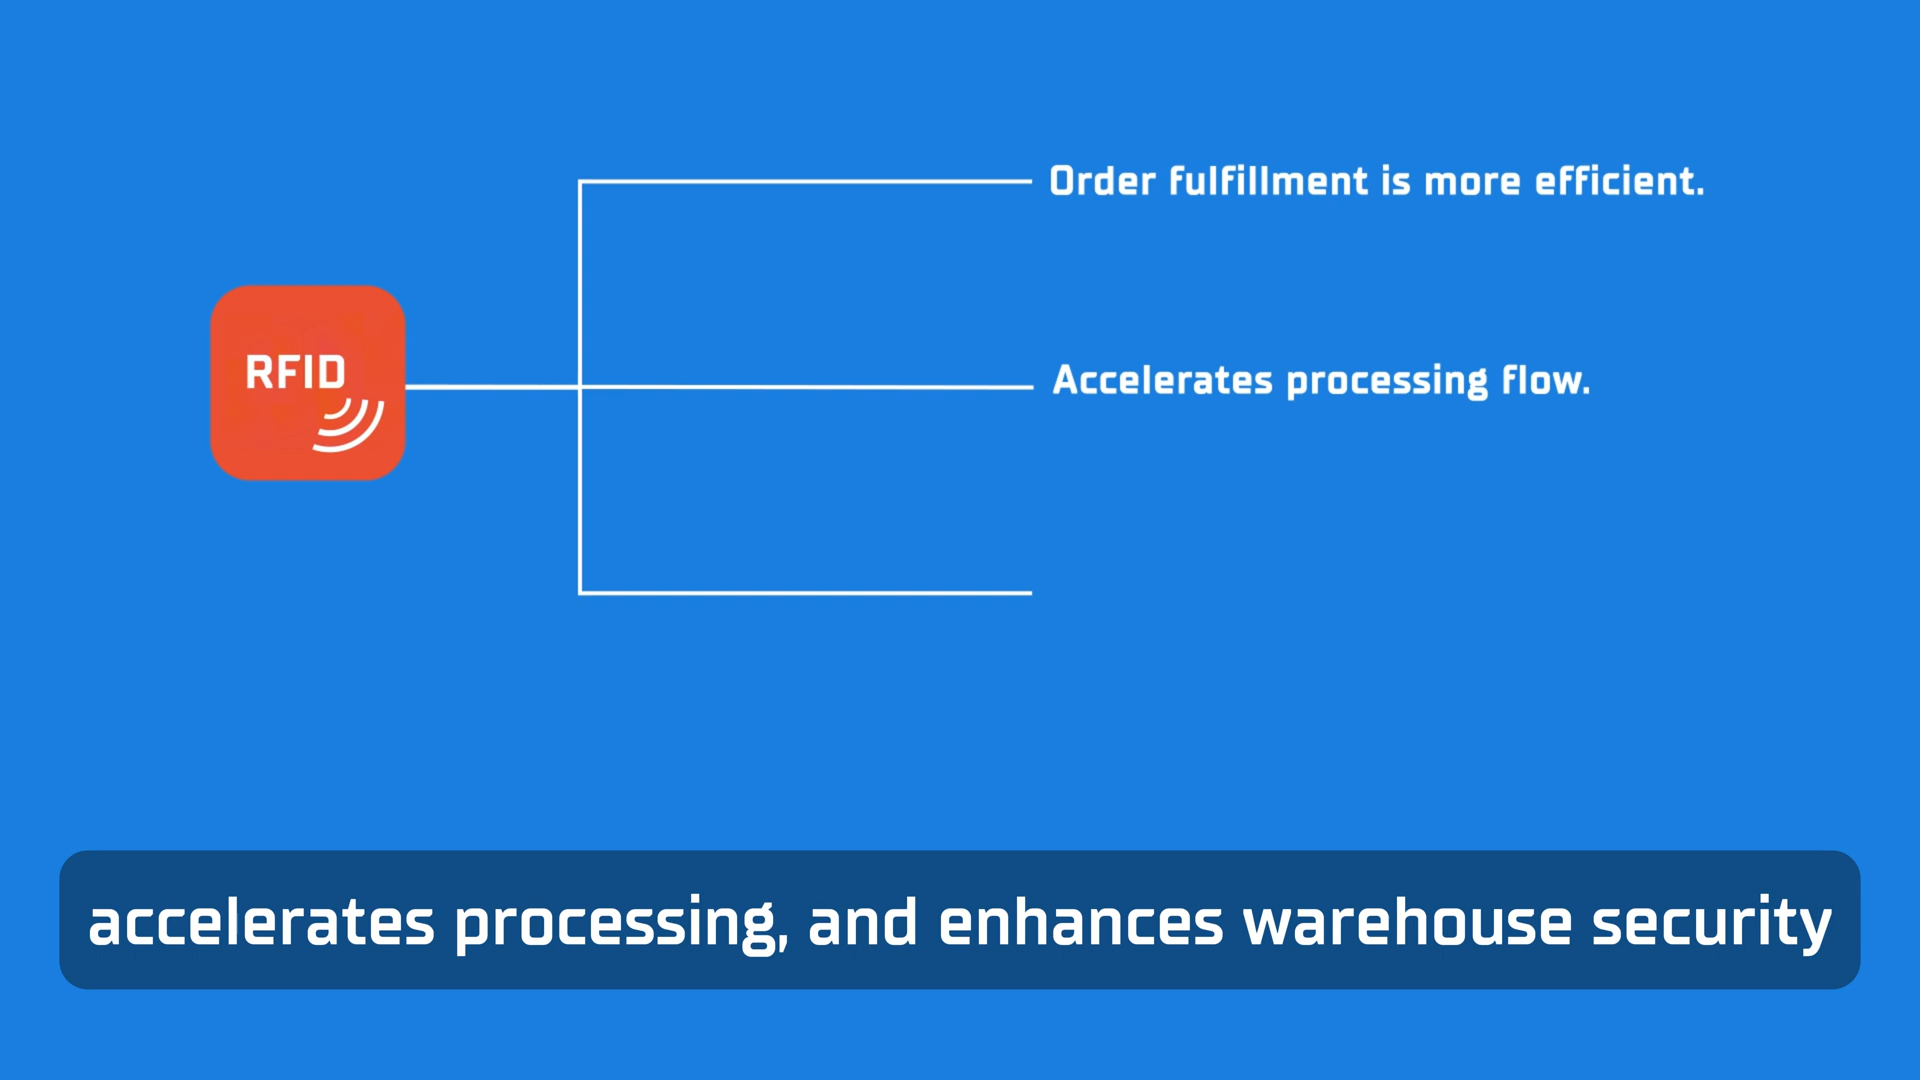 Order fulfillment is more efficient.
RFID
Accelerates processing flow.
accelerates processing, and enhances warehouse security